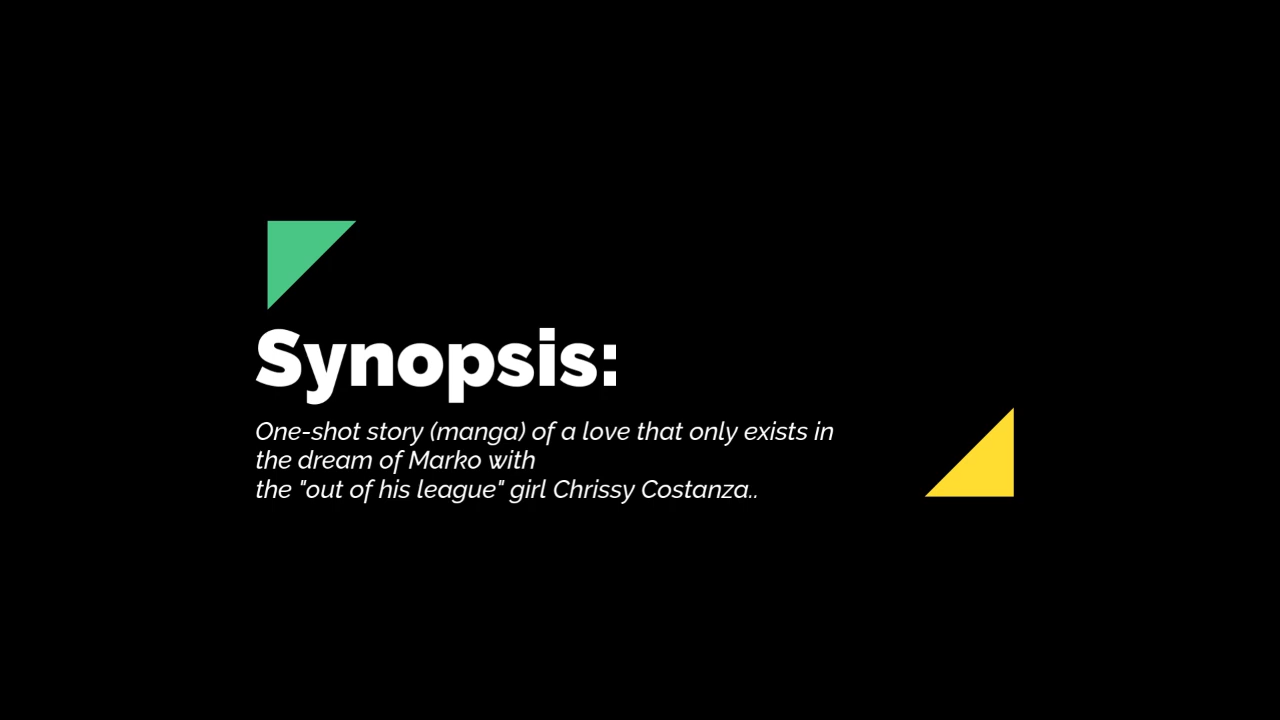 Synopsis:
One-shot story (manga) of a love that only exists in
the dream of Marko with
the "out of his league" girl Chrissy Costanza..